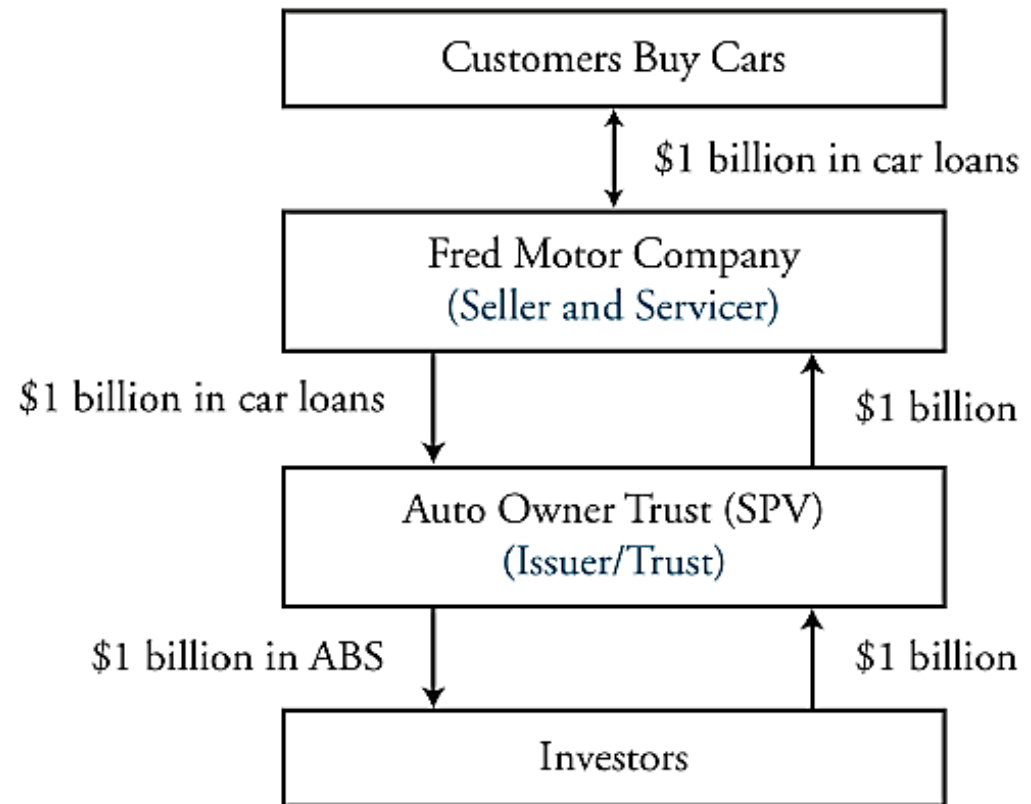 Customers Buy Cars
$1 billion in car loans
Fred Motor Company
(Seller and Servicer)
$1 billion in car loans
$1 billion
Auto Owner Trust (SPV)
(Issuer/Trust)
$1 billion in ABS
$1 billion
Investors